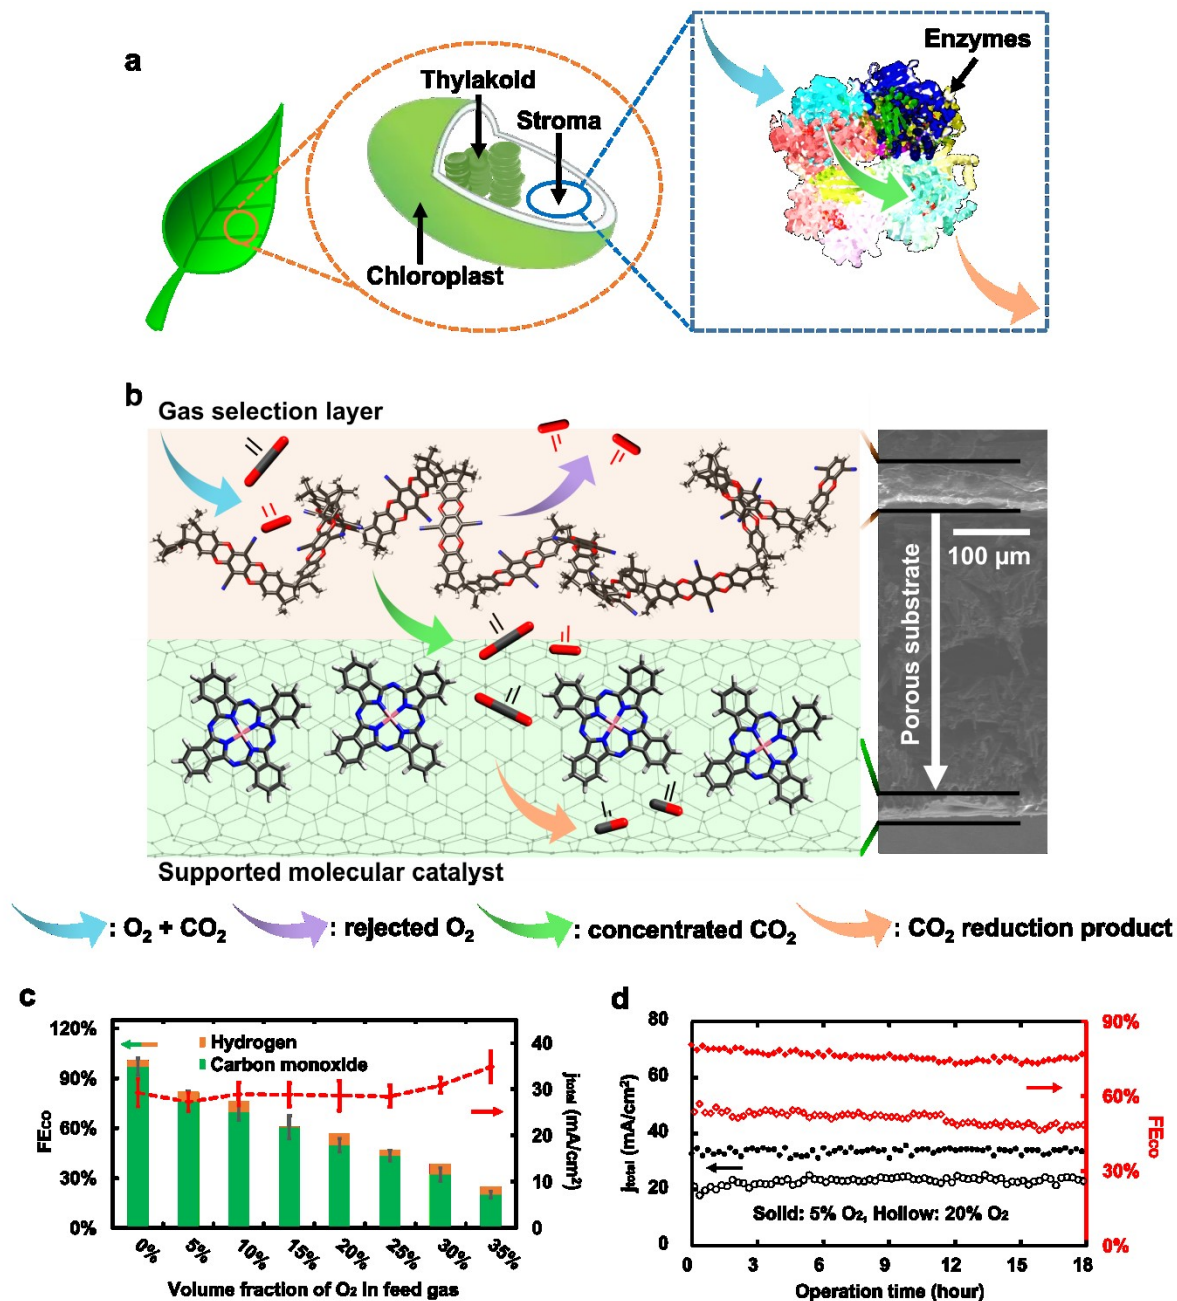 a
Thylakoid
Stroma
Chloroplast
Enzymes
b
Gas selection layer
100 µm
Porous substrate
Supported molecular catalyst
: O₂ + CO₂
: rejected O₂
: concentrated CO₂
: CO₂ reduction product
c
120%
90%
60%
30%
0%
FEco
Hydrogen
Carbon monoxide
40
30
20
10
0
jtotal (mA/cm²)
0%
5%
10%
15%
20%
25%
30%
35%
Volume fraction of O₂ in feed gas
d
80
60
40
20
0
jtotal (mA/cm²)
90%
60%
30%
0%
FEco
Solid: 5% O₂, Hollow: 20% O₂
0 3 6 9 12 15 18
Operation time (hour)